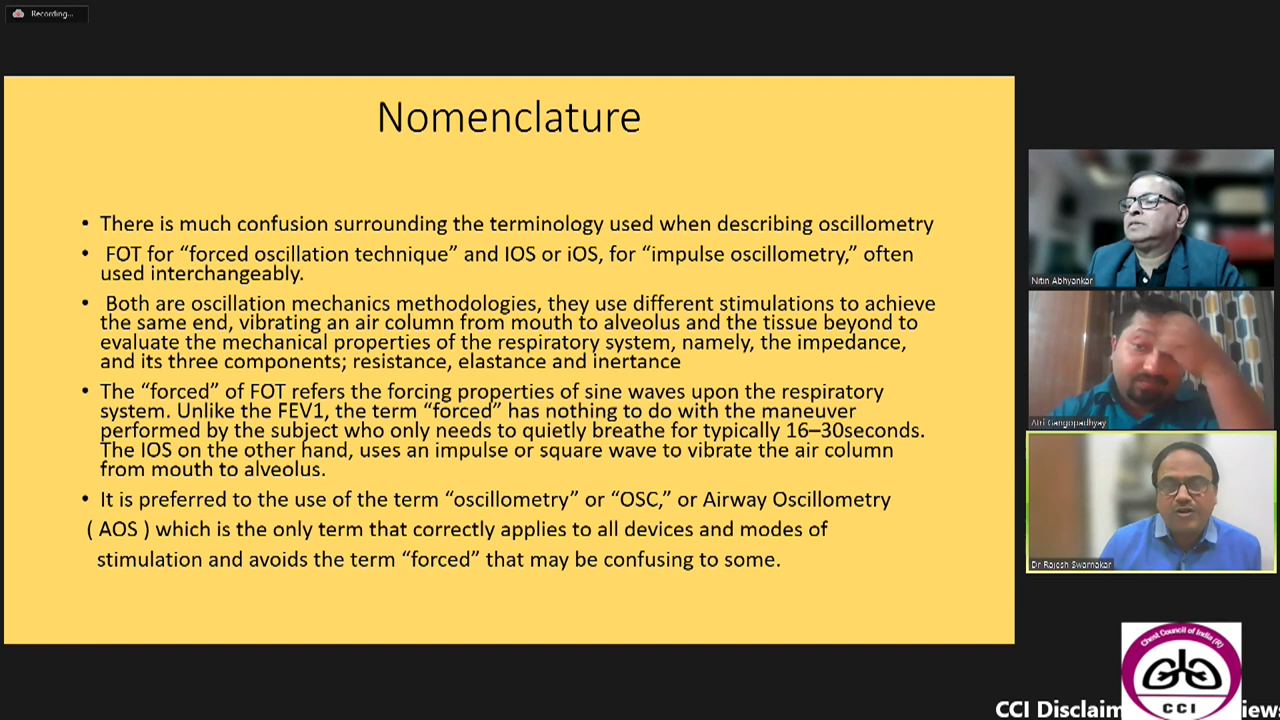 Recording...
Nomenclature
• There is much confusion surrounding the terminology used when describing oscillometry
• FOT for “forced oscillation technique” and IOS or iOS, for “impulse oscillometry,” often
used interchangeably.
• Both are oscillation mechanics methodologies, they use different stimulations to achieve
the same end, vibrating an air column from mouth to alveolus and the tissue beyond to
evaluate the mechanical properties of the respiratory system, namely, the impedance,
and its three components; resistance, elastance and inertance
• The “forced” of FOT refers the forcing properties of sine waves upon the respiratory
system. Unlike the FEV1, the term “forced” has nothing to do with the maneuver
performed by the subject who only needs to quietly breathe for typically 16–30seconds.
The IOS on the other hand, uses an impulse or square wave to vibrate the air column
from mouth to alveolus.
• It is preferred to the use of the term “oscillometry” or “OSC,” or Airway Oscillometry
( AOS ) which is the only term that correctly applies to all devices and modes of
stimulation and avoids the term “forced” that may be confusing to some.
Nitin Abhyankar
Atri Gangopadhyay
Dr Rajesh Swarnakar
Chest Council of India (R)
CCI
CCI Disclaim
iews